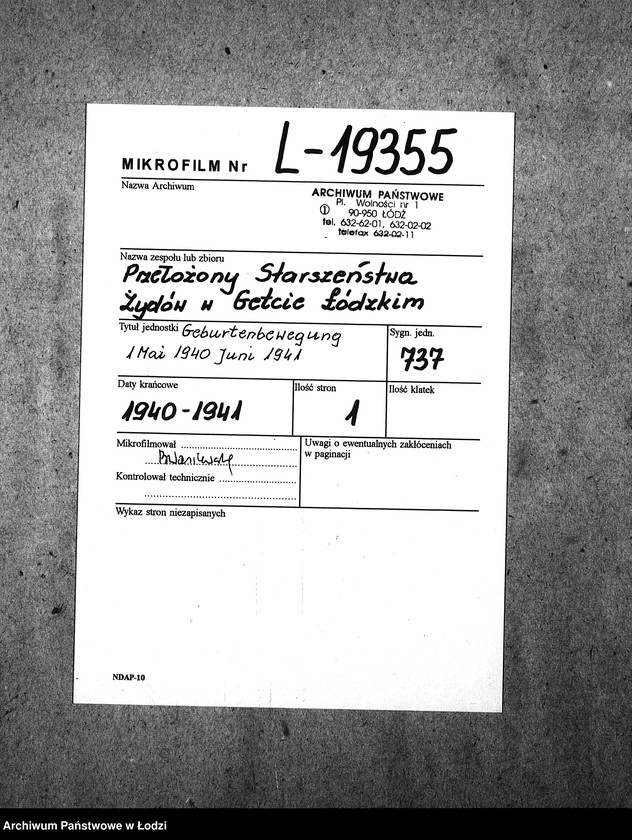 MIKROFILM Nr L-19355
Nazwa Archiwum
ARCHIWUM PAŃSTWOWE
Pl. Wolności nr 1
① 90-950 ŁÓDŹ
tel. 632-62-01, 632-02-02
telefax 632-02-11
Nazwa zespołu lub zbioru
Przełożony Starszeństwa
Żydów w Getcie Łódzkim
Tytuł jednostki Geburtenbewegung
1 Mai 1940 Juni 1941
Sygn. jedn.
737
Daty krańcowe
1940-1941
Ilość stron
1
Ilość klatek
Mikrofilmował
Kontrolował technicznie
Uwagi o ewentualnych zakłóceniach
w paginacji
Wykaz stron niezapisanych
NDAP-10
Archiwum Państwowe w Łodzi